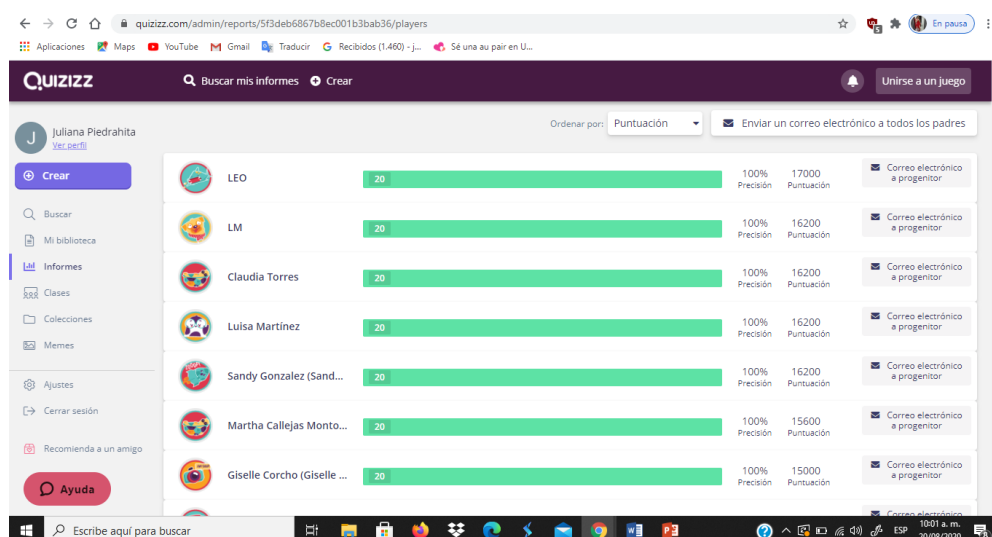 quizizz.com/admin/reports/5f3deb6867b8ec001b3bab36/players
En pausa
Aplicaciones Maps YouTube Gmail Traducir Recibidos (1.460) - j... Sé una au pair en U...
QUIZIZZ
Buscar mis informes Crear
Unirse a un juego
J
Juliana Piedrahita
Ver perfil
Crear
Buscar
Mi biblioteca
Informes
Clases
Colecciones
Memes
Ajustes
Cerrar sesión
Recomienda a un amigo
Ayuda
Ordenar por: Puntuación
Enviar un correo electrónico a todos los padres
LEO 20 100% 17000 Correo electrónico
Precisión Puntuación a progenitor
LM 20 100% 16200 Correo electrónico
Precisión Puntuación a progenitor
Claudia Torres 20 100% 16200 Correo electrónico
Precisión Puntuación a progenitor
Luisa Martínez 20 100% 16200 Correo electrónico
Precisión Puntuación a progenitor
Sandy Gonzalez (Sand... 20 100% 16200 Correo electrónico
Precisión Puntuación a progenitor
Martha Callejas Monto... 20 100% 15600 Correo electrónico
Precisión Puntuación a progenitor
Giselle Corcho (Giselle ... 20 100% 15000 Correo electrónico
Precisión Puntuación a progenitor
Correo electrónico
Escribe aquí para buscar
ESP
10:01 a. m.
20/08/2020